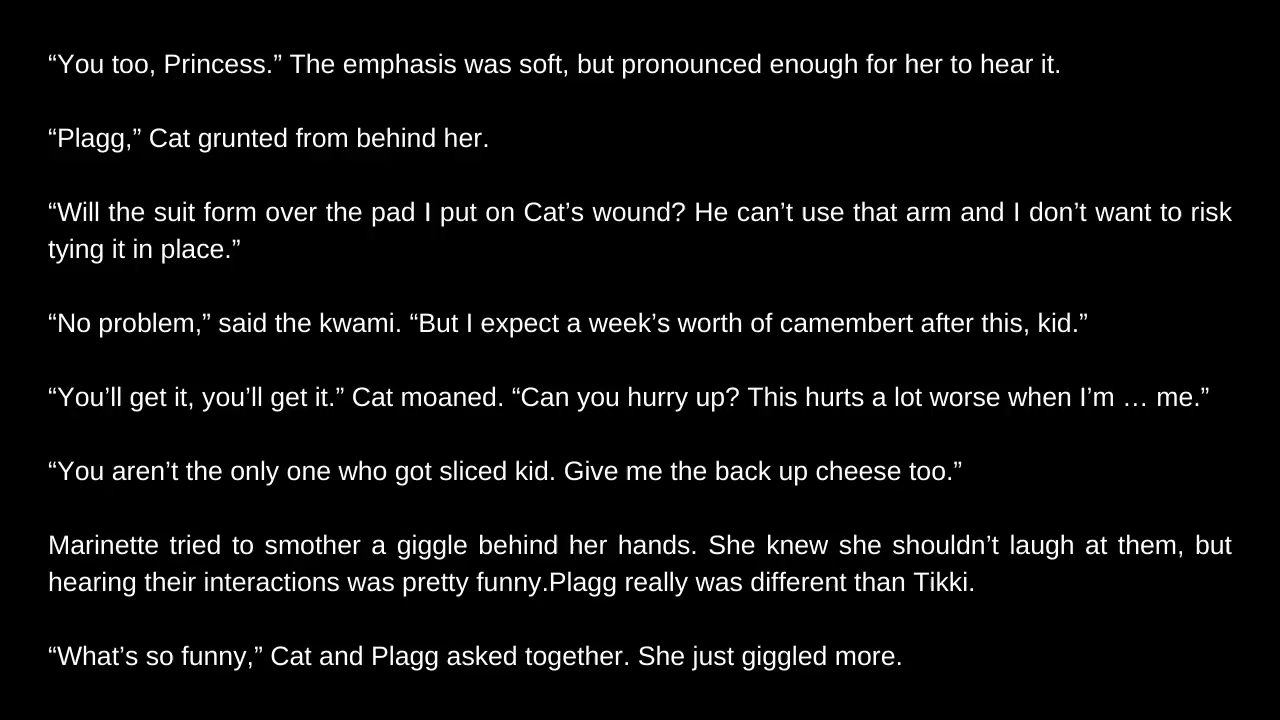 “You too, Princess.” The emphasis was soft, but pronounced enough for her to hear it.
“Plagg,” Cat grunted from behind her.
“Will the suit form over the pad I put on Cat’s wound? He can’t use that arm and I don’t want to risk
tying it in place.”
“No problem,” said the kwami. “But I expect a week’s worth of camembert after this, kid.”
“You’ll get it, you’ll get it.” Cat moaned. “Can you hurry up? This hurts a lot worse when I’m … me.”
“You aren’t the only one who got sliced kid. Give me the back up cheese too.”
Marinette tried to smother a giggle behind her hands. She knew she shouldn’t laugh at them, but
hearing their interactions was pretty funny.Plagg really was different than Tikki.
“What’s so funny,” Cat and Plagg asked together. She just giggled more.